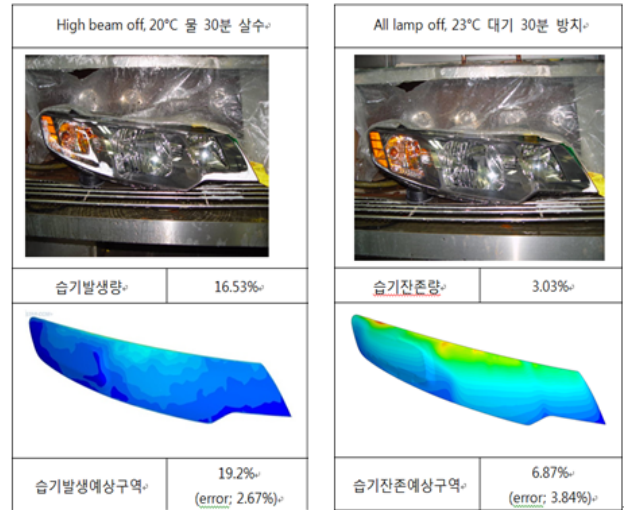 High beam off, 20°C 물 30분 살수
습기발생량 16.53%
습기발생예상구역 19.2%
(error; 2.67%)
All lamp off, 23°C 대기 30분 방치
습기잔존량 3.03%
습기잔존예상구역 6.87%
(error; 3.84%)